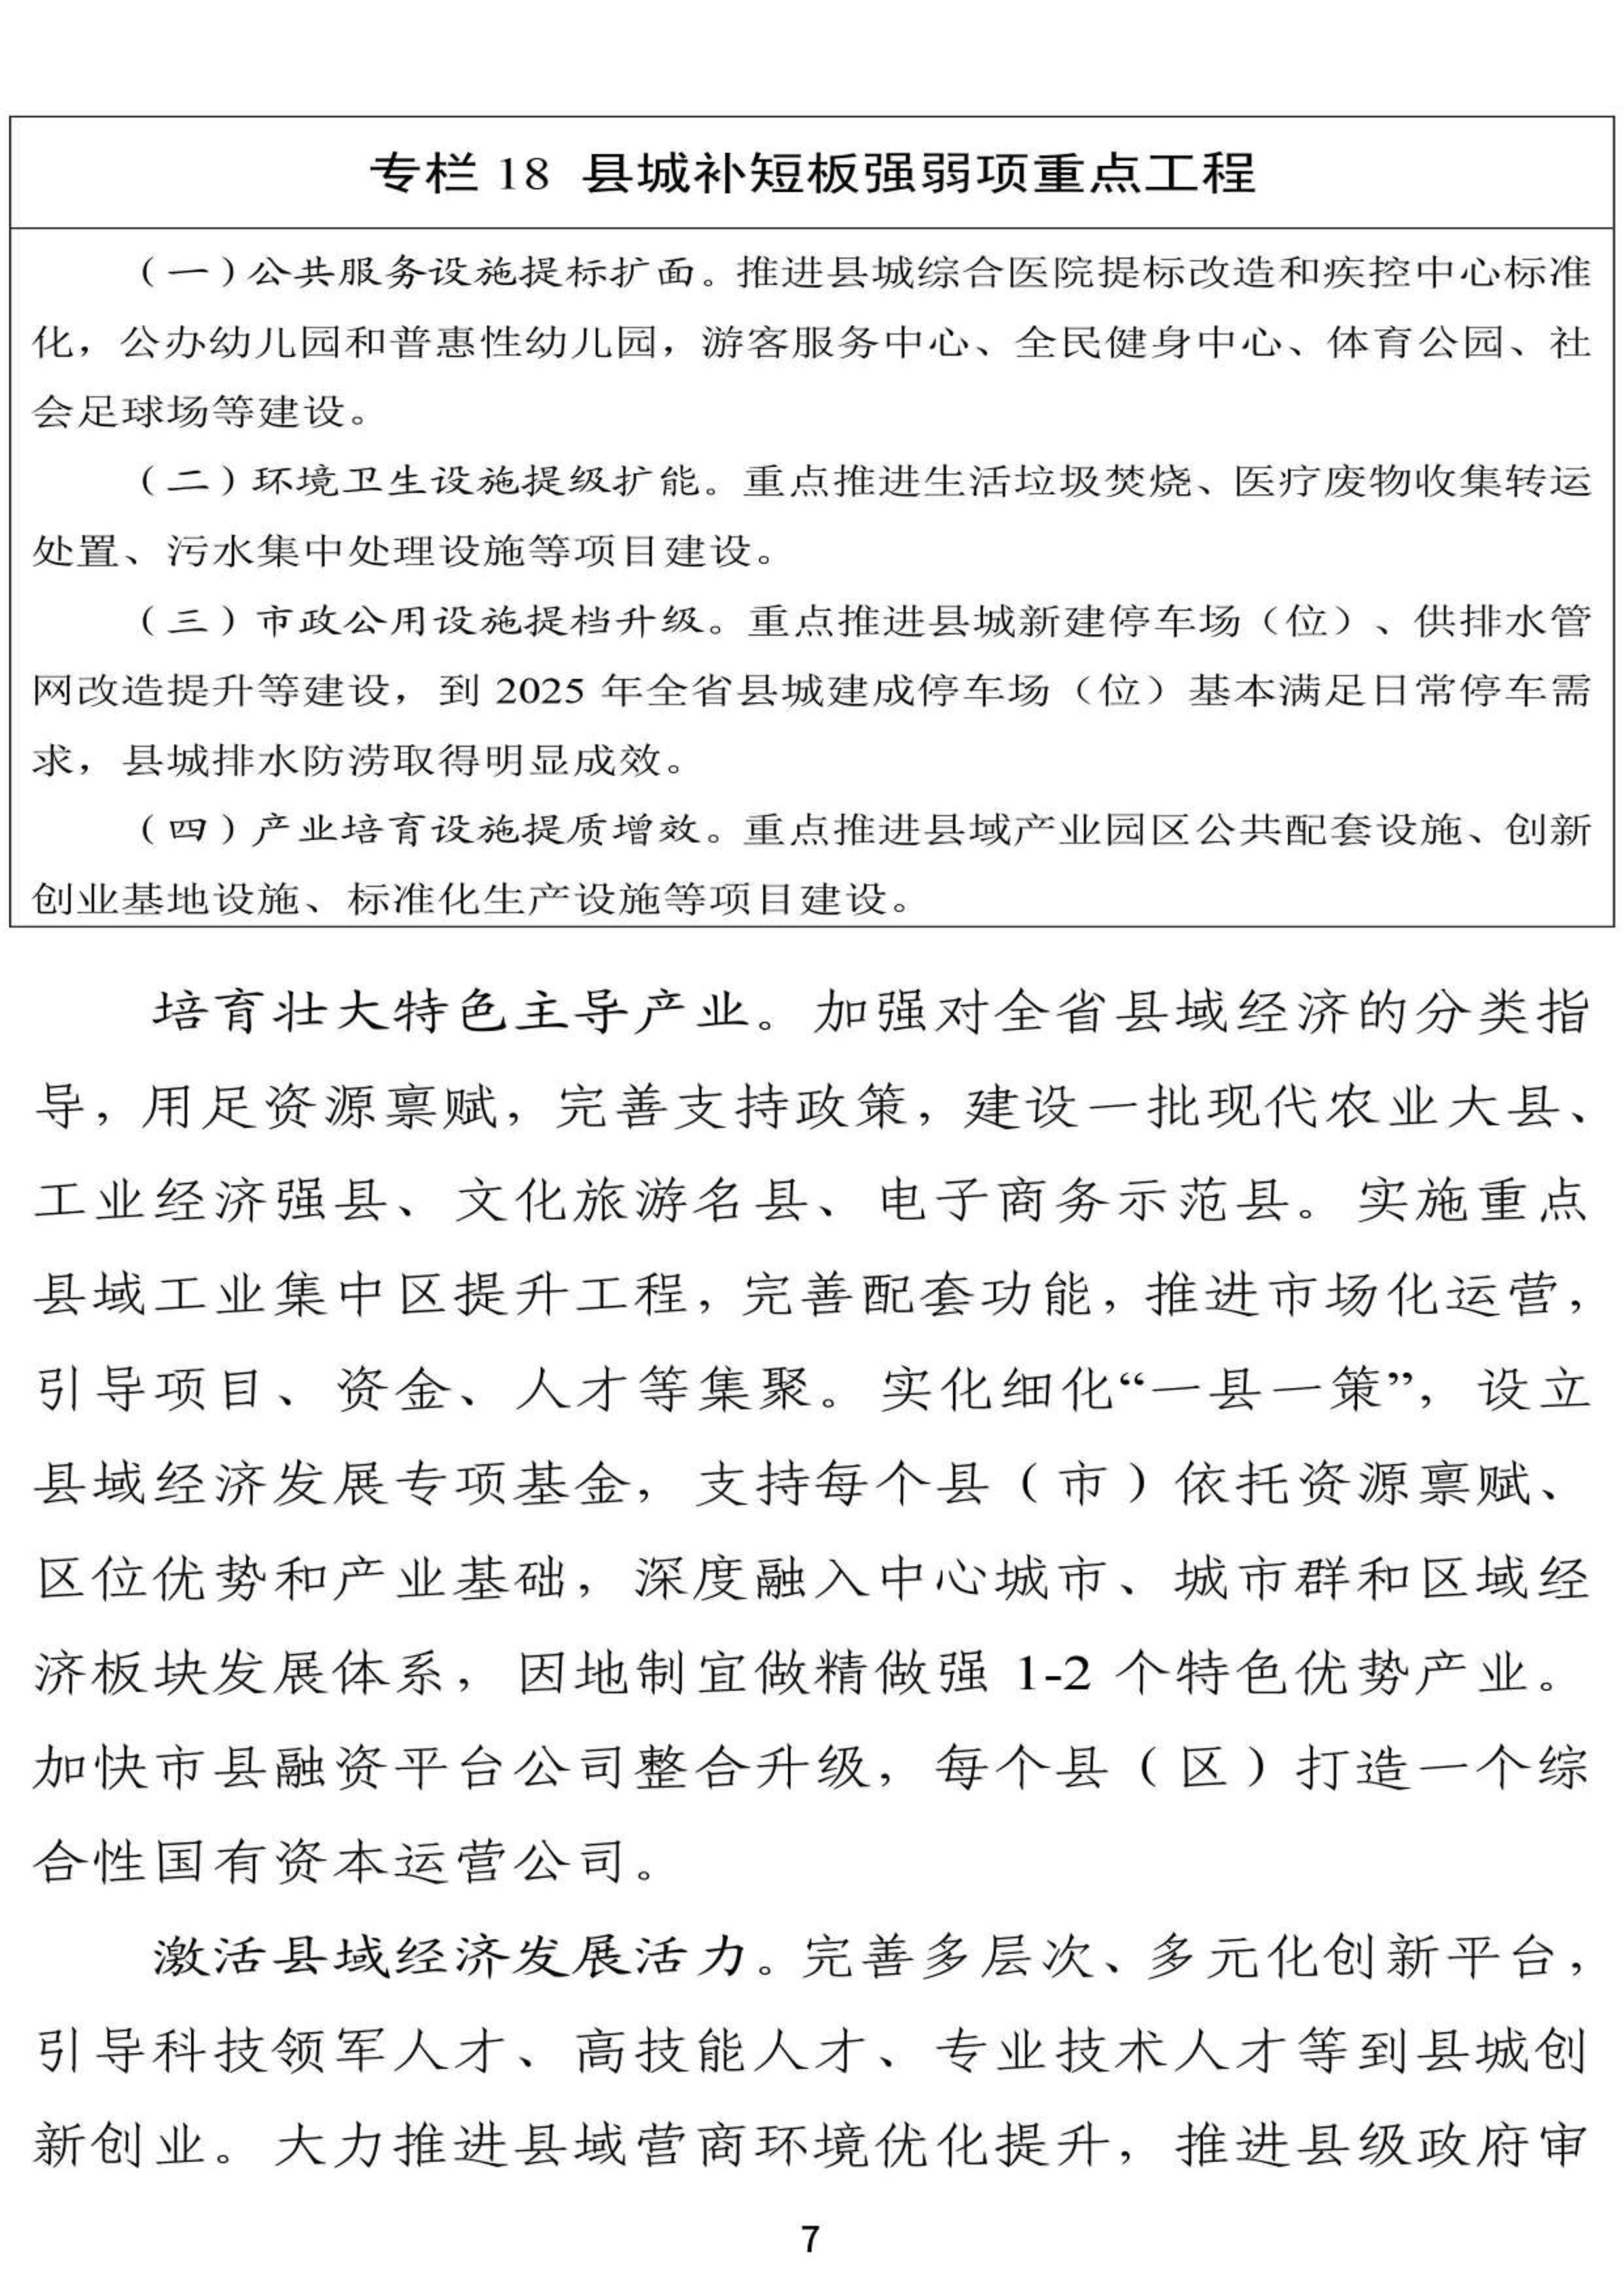 专栏 18 县城补短板强弱项重点工程
（一）公共服务设施提标扩面。推进县城综合医院提标改造和疾控中心标准
化，公办幼儿园和普惠性幼儿园，游客服务中心、全民健身中心、体育公园、社
会足球场等建设。
（二）环境卫生设施提级扩能。重点推进生活垃圾焚烧、医疗废物收集转运
处置、污水集中处理设施等项目建设。
（三）市政公用设施提档升级。重点推进县城新建停车场（位）、供排水管
网改造提升等建设，到 2025 年全省县城建成停车场（位）基本满足日常停车需
求，县城排水防涝取得明显成效。
（四）产业培育设施提质增效。重点推进县域产业园区公共配套设施、创新
创业基地设施、标准化生产设施等项目建设。
培育壮大特色主导产业。加强对全省县域经济的分类指
导，用足资源禀赋，完善支持政策，建设一批现代农业大县、
工业经济强县、文化旅游名县、电子商务示范县。实施重点
县域工业集中区提升工程，完善配套功能，推进市场化运营，
引导项目、资金、人才等集聚。实化细化“一县一策”，设立
县域经济发展专项基金，支持每个县（市）依托资源禀赋、
区位优势和产业基础，深度融入中心城市、城市群和区域经
济板块发展体系，因地制宜做精做强 1-2 个特色优势产业。
加快市县融资平台公司整合升级，每个县（区）打造一个综
合性国有资本运营公司。
激活县域经济发展活力。完善多层次、多元化创新平台，
引导科技领军人才、高技能人才、专业技术人才等到县城创
新创业。大力推进县域营商环境优化提升，推进县级政府审
7